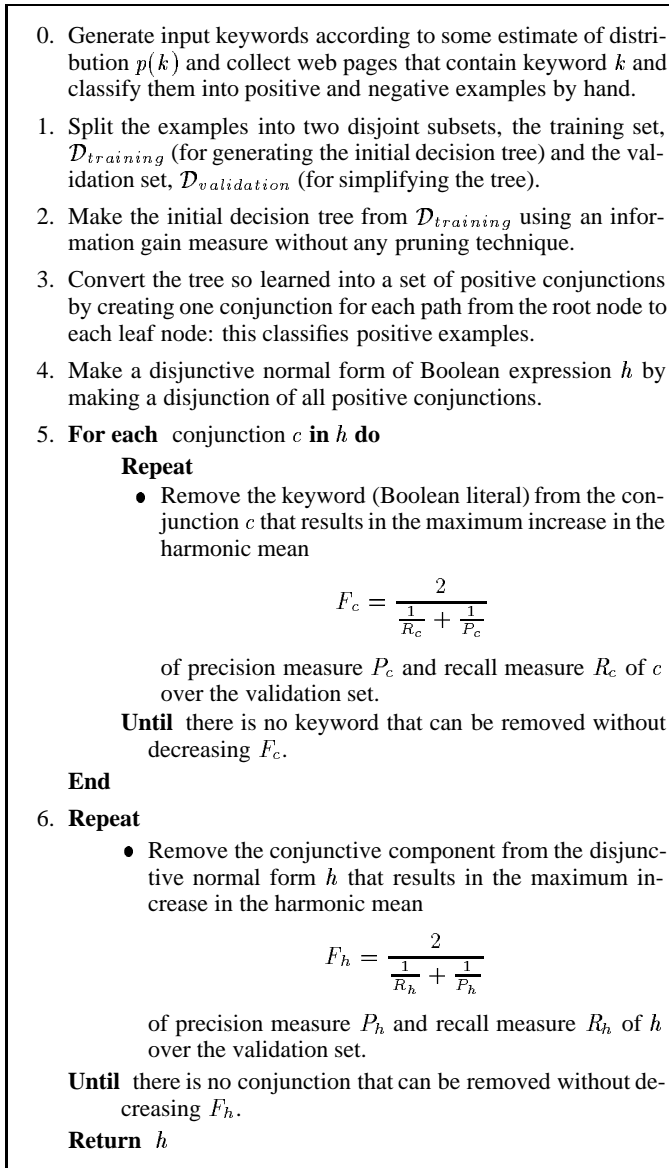 0. Generate input keywords according to some estimate of distri-
bution p(k) and collect web pages that contain keyword k and
classify them into positive and negative examples by hand.
1. Split the examples into two disjoint subsets, the training set,
𝒟_{training} (for generating the initial decision tree) and the val-
idation set, 𝒟_{validation} (for simplifying the tree).
2. Make the initial decision tree from 𝒟_{training} using an infor-
mation gain measure without any pruning technique.
3. Convert the tree so learned into a set of positive conjunctions
by creating one conjunction for each path from the root node to
each leaf node: this classifies positive examples.
4. Make a disjunctive normal form of Boolean expression h by
making a disjunction of all positive conjunctions.
5. For each conjunction c in h do
Repeat
• Remove the keyword (Boolean literal) from the con-
junction c that results in the maximum increase in the
harmonic mean
F_c = \frac{2}{\frac{1}{R_c} + \frac{1}{P_c}}
of precision measure P_c and recall measure R_c of c
over the validation set.
Until there is no keyword that can be removed without
decreasing F_c.
End
6. Repeat
• Remove the conjunctive component from the disjunc-
tive normal form h that results in the maximum in-
crease in the harmonic mean
F_h = \frac{2}{\frac{1}{R_h} + \frac{1}{P_h}}
of precision measure P_h and recall measure R_h of h
over the validation set.
Until there is no conjunction that can be removed without de-
creasing F_h.
Return h